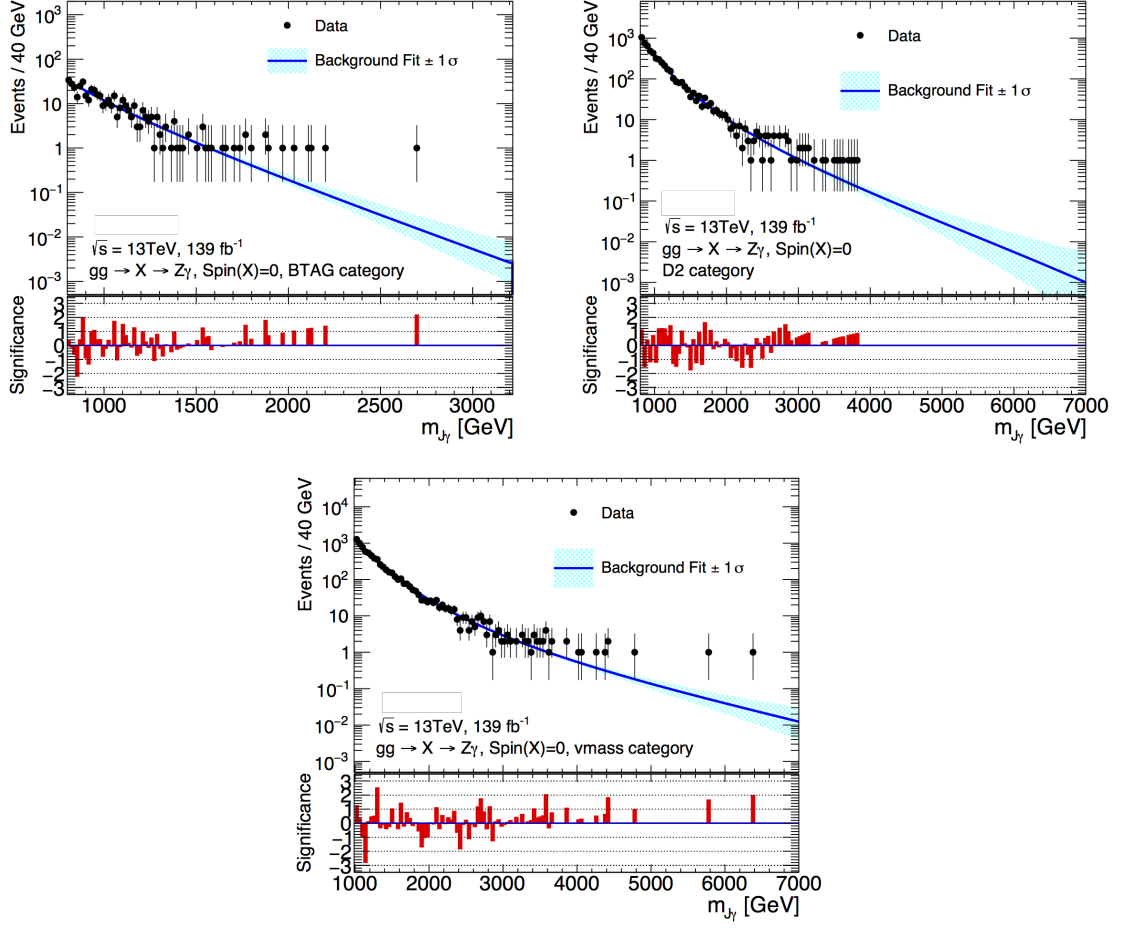 Events / 40 GeV
10³
10²
10
1
10⁻¹
10⁻²
10⁻³
Data
Background Fit ± 1σ
√s = 13TeV, 139 fb⁻¹
gg → X → Zγ, Spin(X)=0, BTAG category
Significance
3
2
1
0
−1
−2
−3
1000 1500 2000 2500 3000
m_Jγ [GeV]
Events / 40 GeV
10³
10²
10
1
10⁻¹
10⁻²
10⁻³
Data
Background Fit ± 1σ
√s = 13TeV, 139 fb⁻¹
gg → X → Zγ, Spin(X)=0
D2 category
Significance
3
2
1
0
−1
−2
−3
1000 2000 3000 4000 5000 6000 7000
m_Jγ [GeV]
Events / 40 GeV
10⁴
10³
10²
10
1
10⁻¹
10⁻²
10⁻³
Data
Background Fit ± 1σ
√s = 13TeV, 139 fb⁻¹
gg → X → Zγ, Spin(X)=0, vmass category
Significance
3
2
1
0
−1
−2
−3
1000 2000 3000 4000 5000 6000 7000
m_Jγ [GeV]